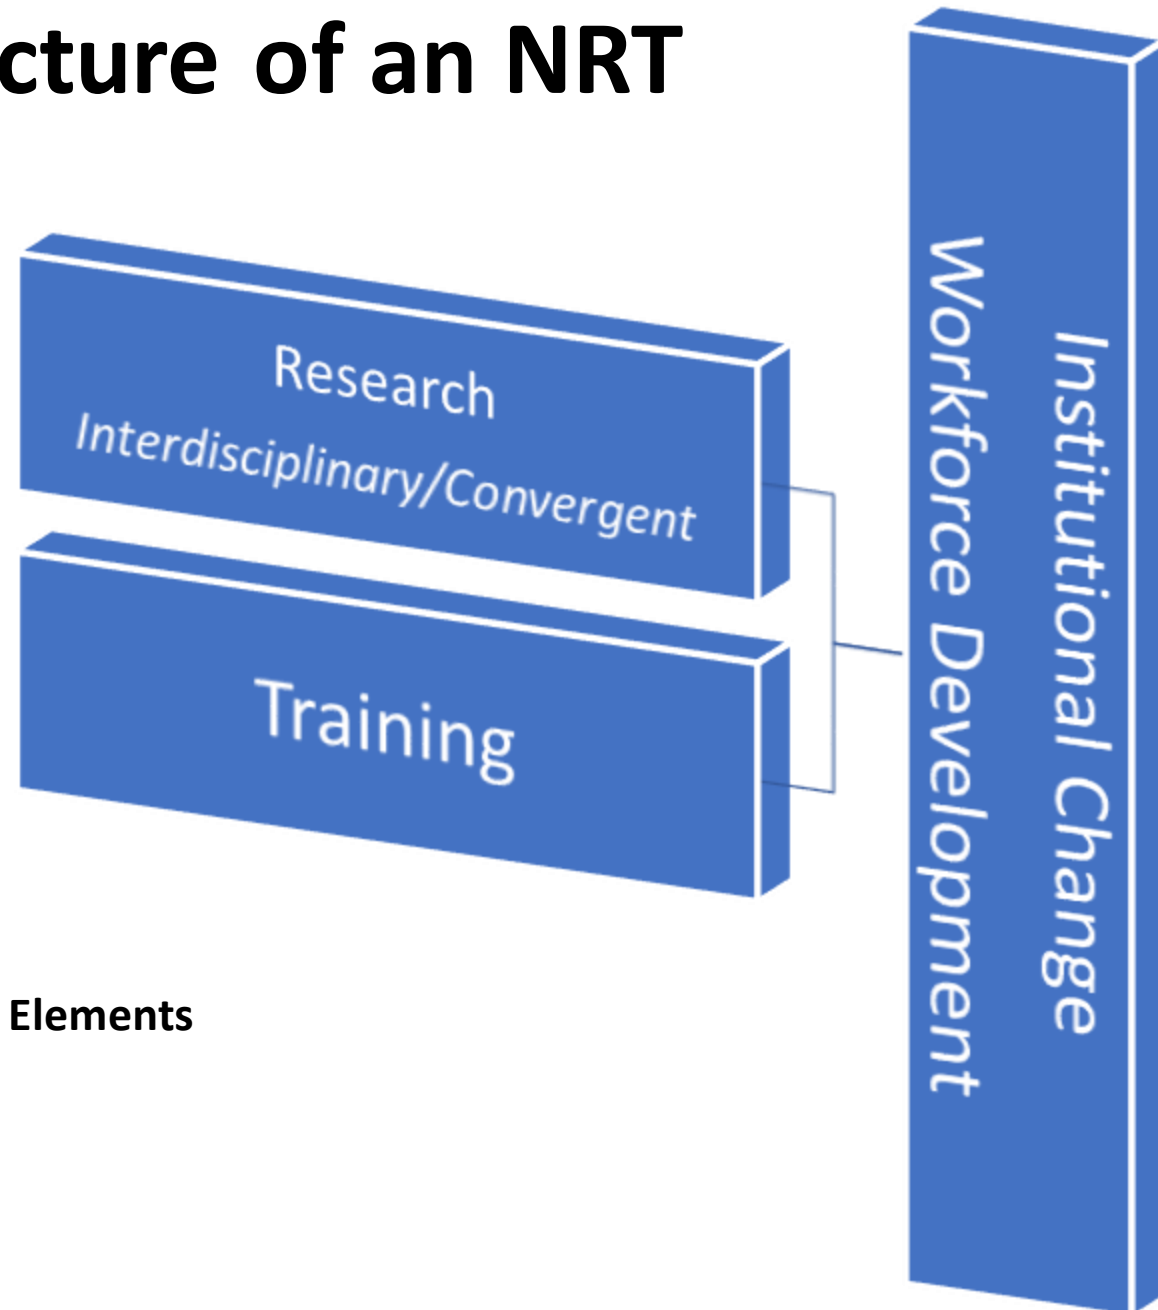 cture of an NRT
Research
Interdisciplinary/Convergent
Training
Institutional Change
Workforce Development
Elements